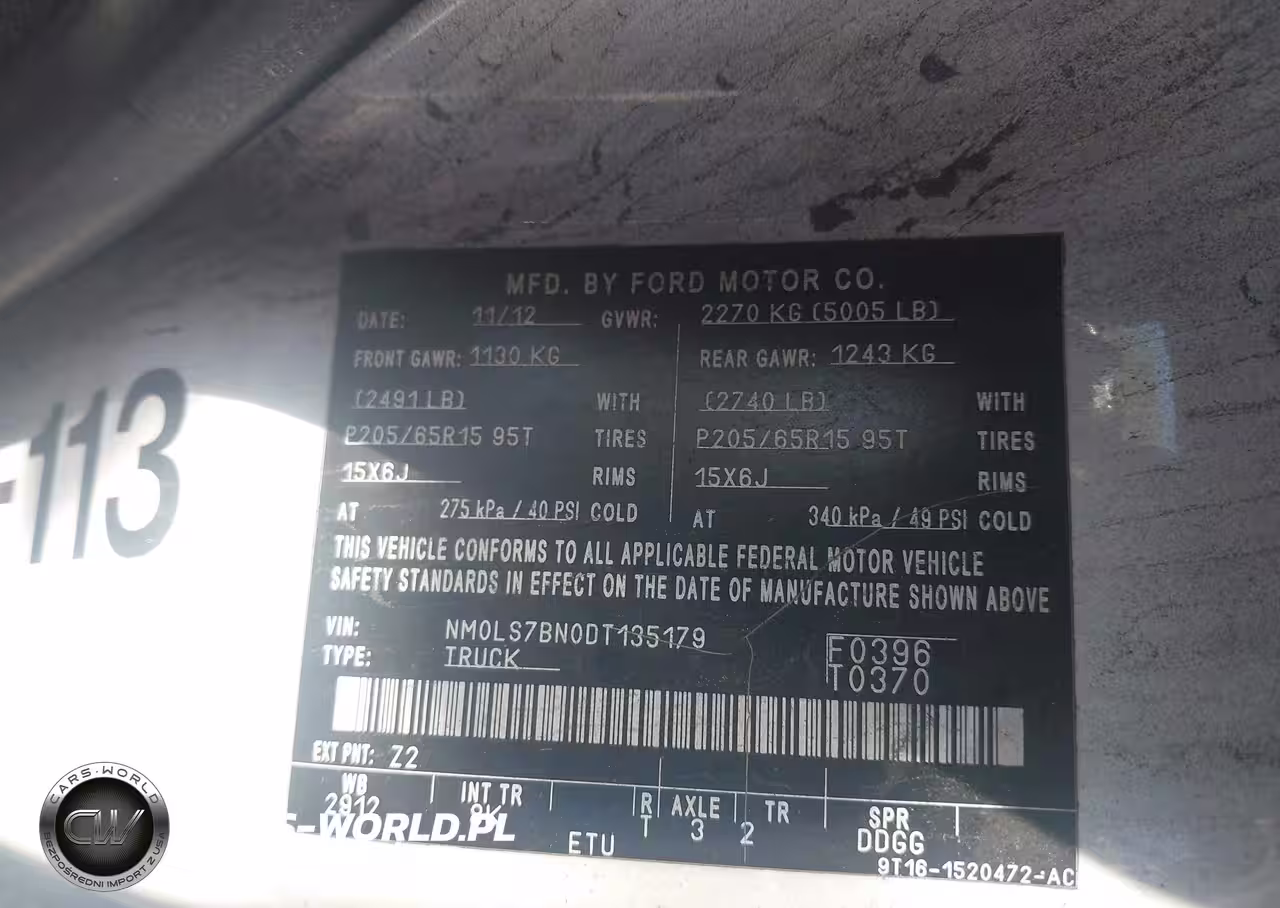 MFD. BY FORD MOTOR CO.
DATE: 11/12 GVWR: 2270 KG (5005 LB)
FRONT GAWR: 1130 KG REAR GAWR: 1243 KG
(2491 LB) WITH (2740 LB) WITH
P205/65R15 95T TIRES P205/65R15 95T TIRES
15X6J RIMS 15X6J RIMS
AT 275 kPa / 40 PSI COLD AT 340 kPa / 49 PSI COLD
THIS VEHICLE CONFORMS TO ALL APPLICABLE FEDERAL MOTOR VEHICLE
SAFETY STANDARDS IN EFFECT ON THE DATE OF MANUFACTURE SHOWN ABOVE
VIN: NM0LS7BN0DT135179 F0396
TYPE: TRUCK T0370
EXT PNT: Z2
WB INT TR R AXLE TR SPR
2912 T 3 2 DDGG
ETU
9T16-1520472-AC
-113
S-WORLD.PL
CARS-WORLD
CW
BEZPOŚREDNI IMPORT Z USA